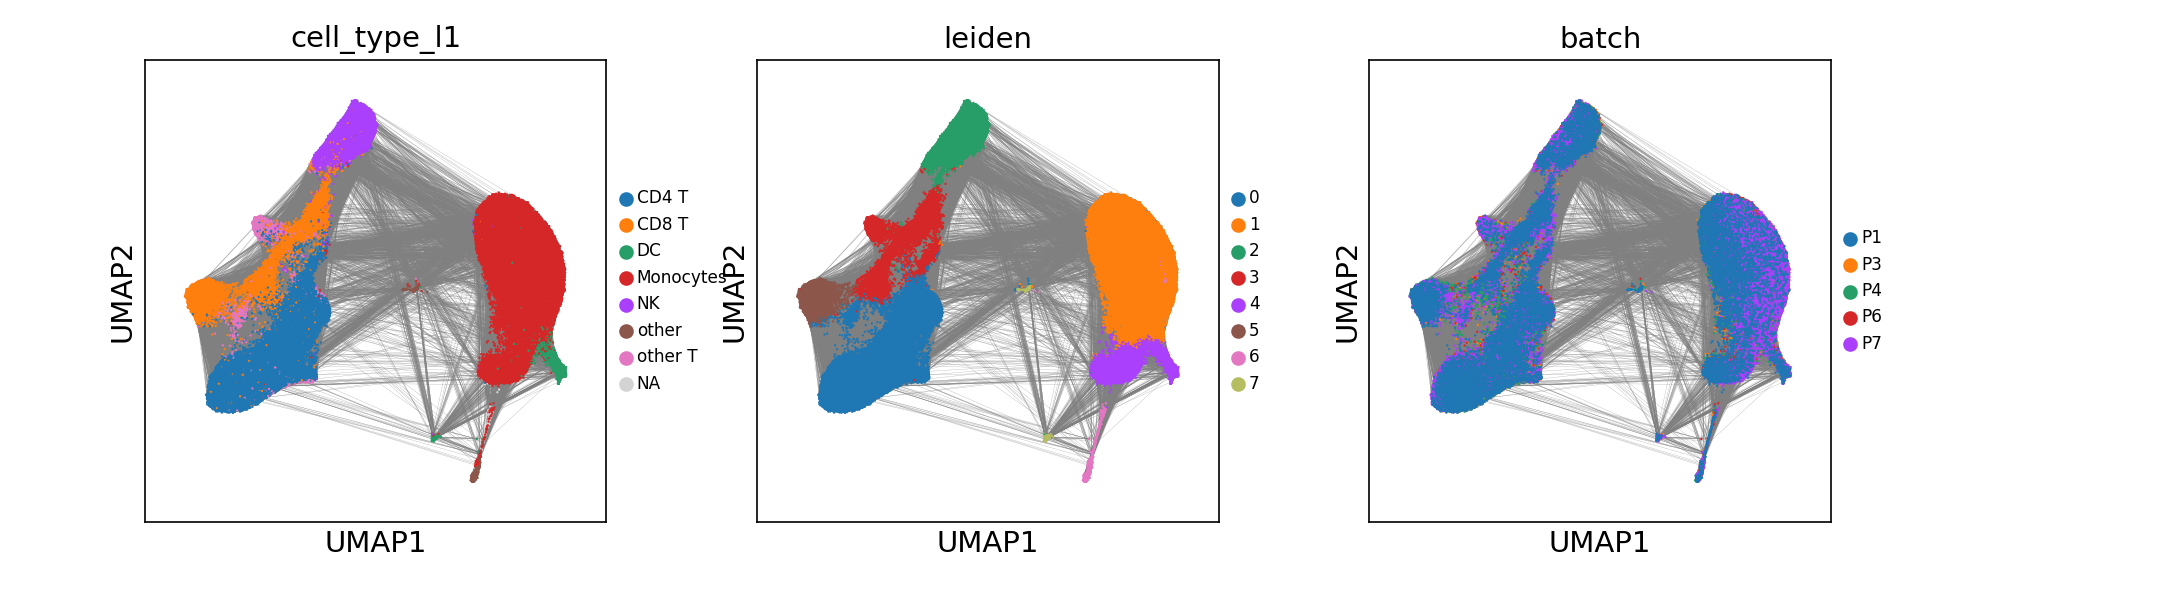 cell_type_l1
UMAP2
UMAP1
CD4 T
CD8 T
DC
Monocytes
NK
other
other T
NA
leiden
UMAP2
UMAP1
0
1
2
3
4
5
6
7
batch
UMAP2
UMAP1
P1
P3
P4
P6
P7